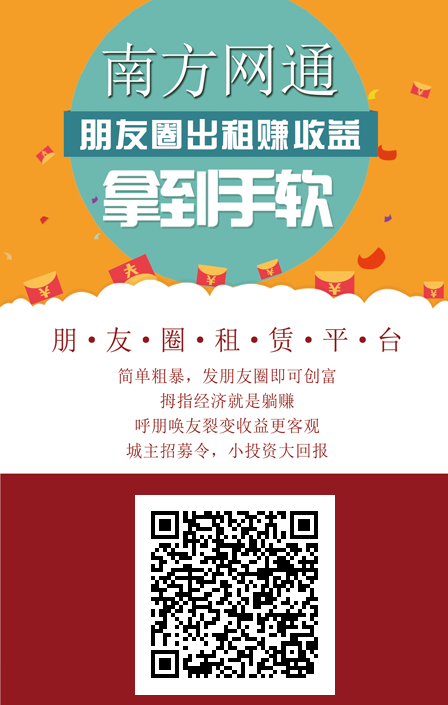 南方网通
朋友圈出租赚收益
拿到手软
大
¥
¥
¥
¥
¥
朋·友·圈·租·赁·平·台
简单粗暴，发朋友圈即可创富
拇指经济就是躺赚
呼朋唤友裂变收益更客观
城主招募令，小投资大回报